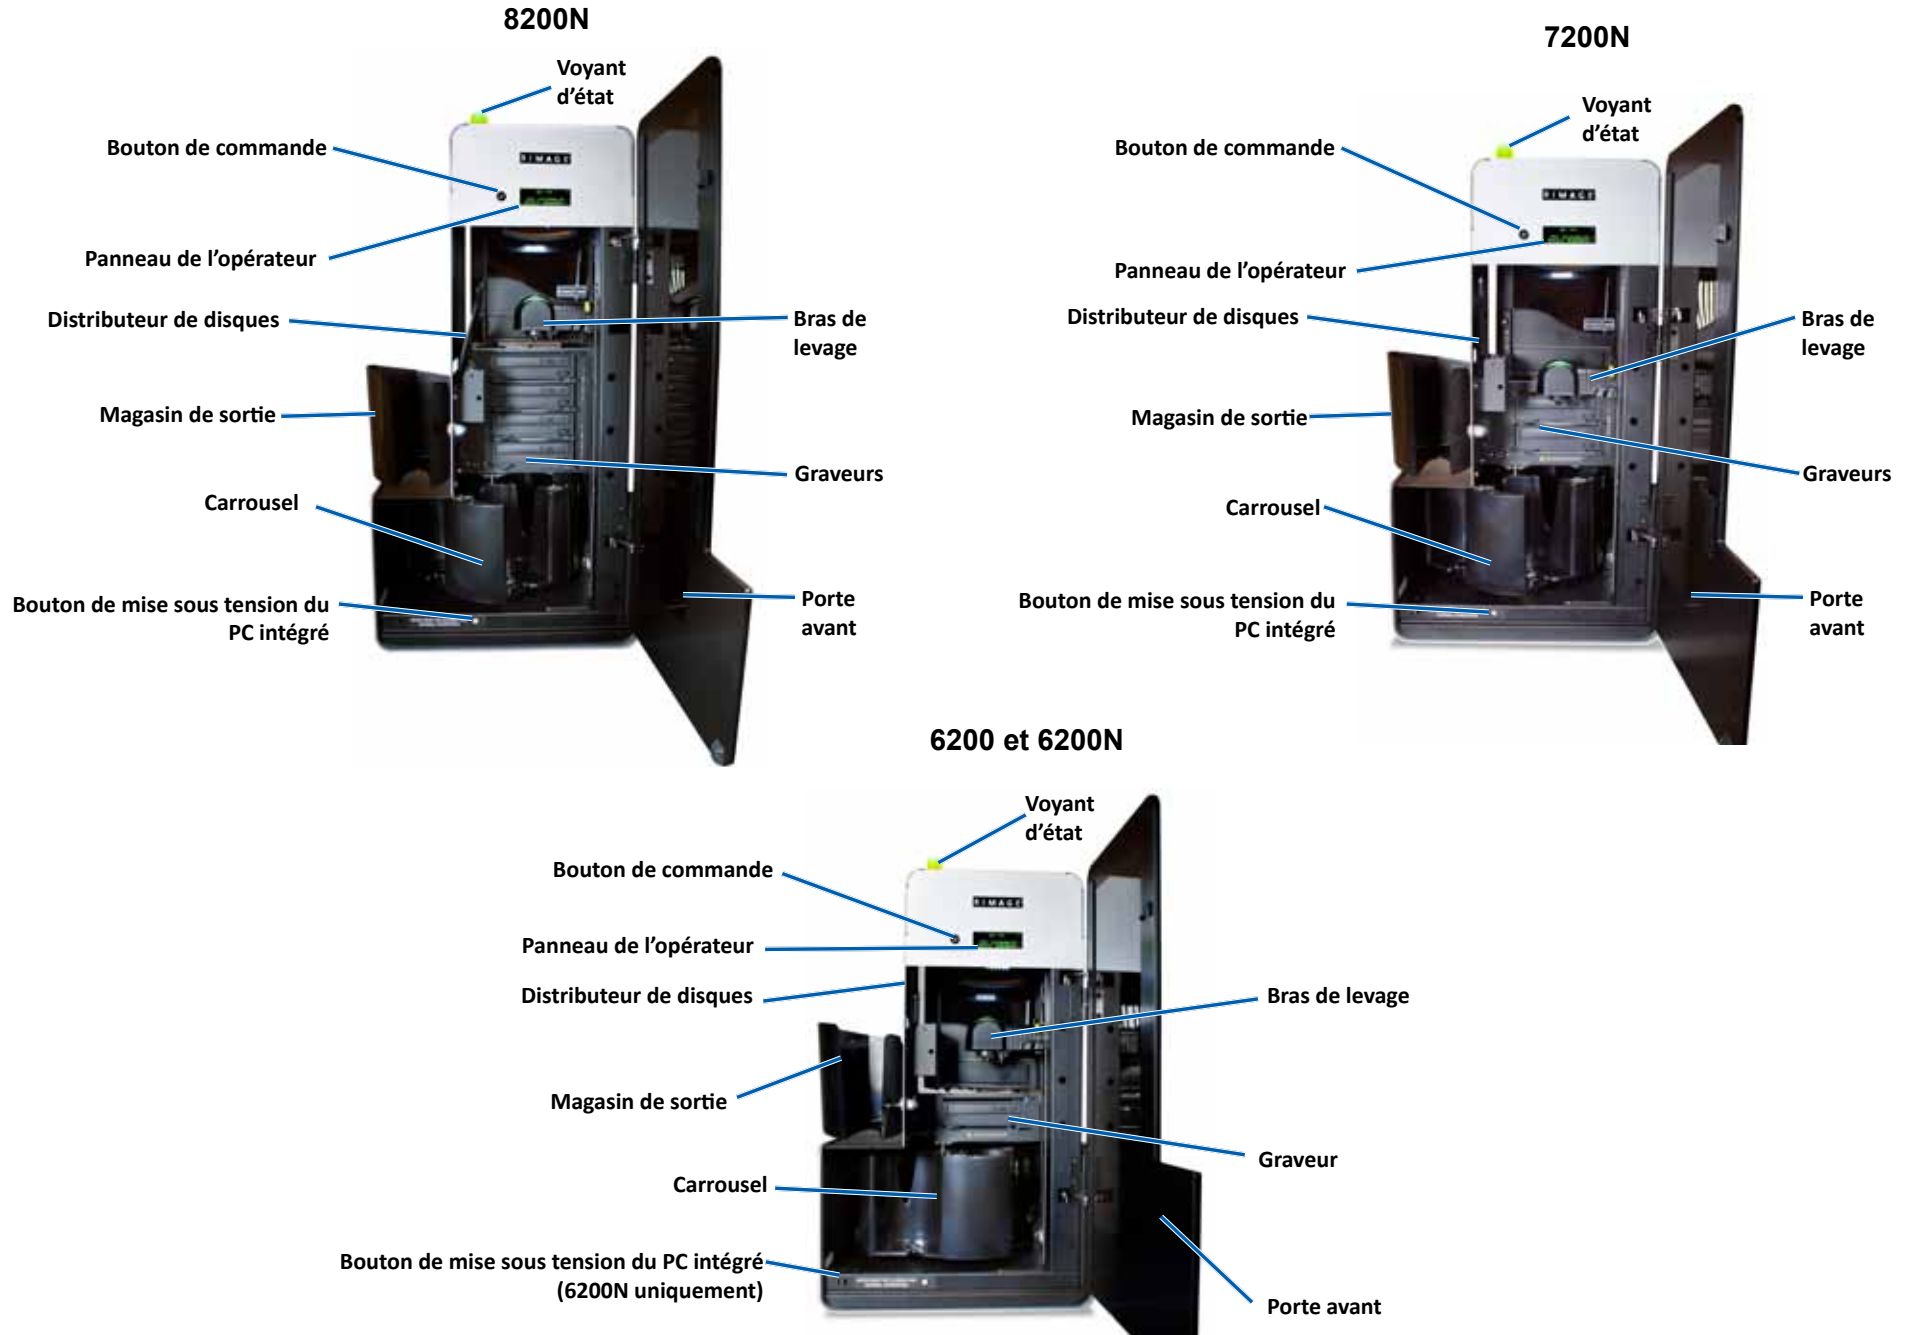 8200N
Voyant
d’état
Bouton de commande
RIMAGE
Panneau de l’opérateur
Distributeur de disques
Bras de
levage
Magasin de sortie
Graveurs
Carrousel
Bouton de mise sous tension du
PC intégré
Porte
avant
7200N
Voyant
d’état
Bouton de commande
RIMAGE
Panneau de l’opérateur
Distributeur de disques
Bras de
levage
Magasin de sortie
Graveurs
Carrousel
Bouton de mise sous tension du
PC intégré
Porte
avant
6200 et 6200N
Voyant
d’état
Bouton de commande
RIMAGE
Panneau de l’opérateur
Distributeur de disques
Bras de levage
Magasin de sortie
Graveur
Carrousel
Bouton de mise sous tension du PC intégré
(6200N uniquement)
Porte avant